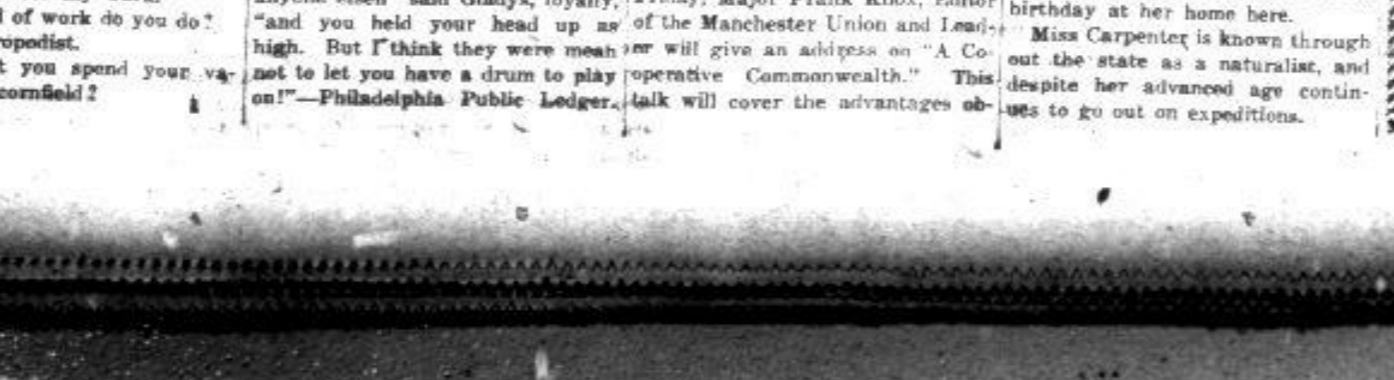 l of work do you do?
ropodist.
t you spend your va-
cornfield?
"and you held your head up as
high. But I think they were mean
not to let you have a drum to play
on!"—Philadelphia Public Ledger.
of the Manchester Union and Lead-
er will give an address on "A Co-
operative Commonwealth." This
talk will cover the advantages ob-
birthday at her home here.
Miss Carpenter is known through
out the state as a naturalist, and
despite her advanced age contin-
ues to go out on expeditions.